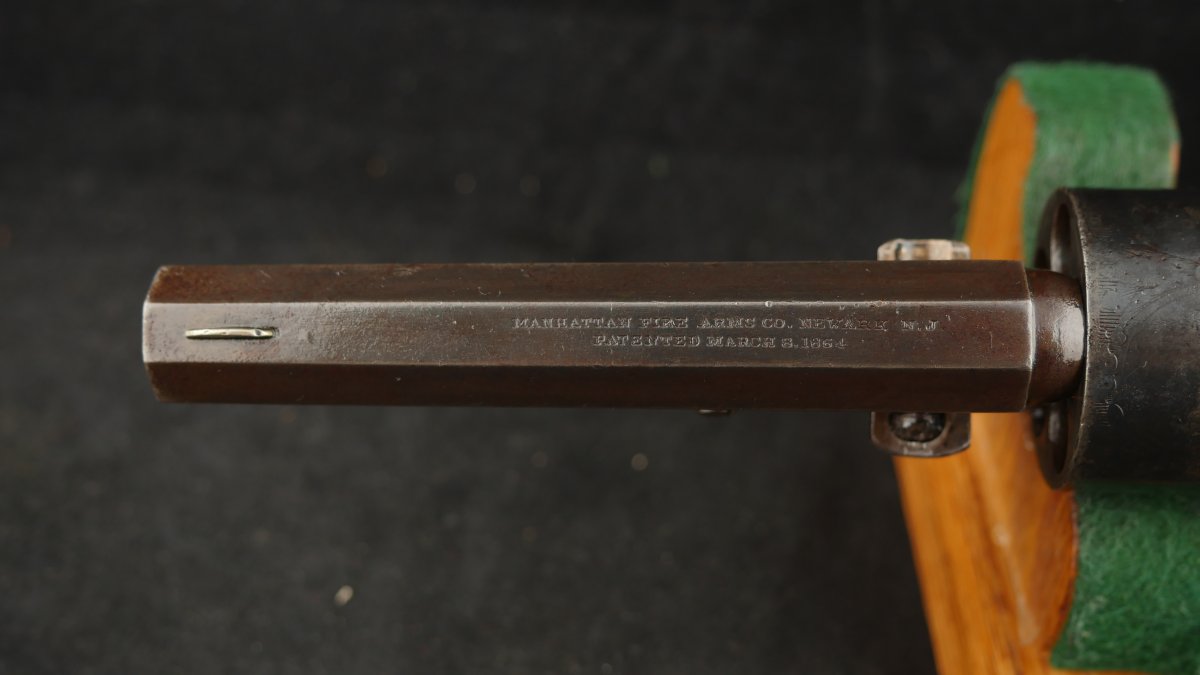 MANHATTAN FIRE ARMS CO. NEWARK N.J.
PATENTED MARCH 8.1864